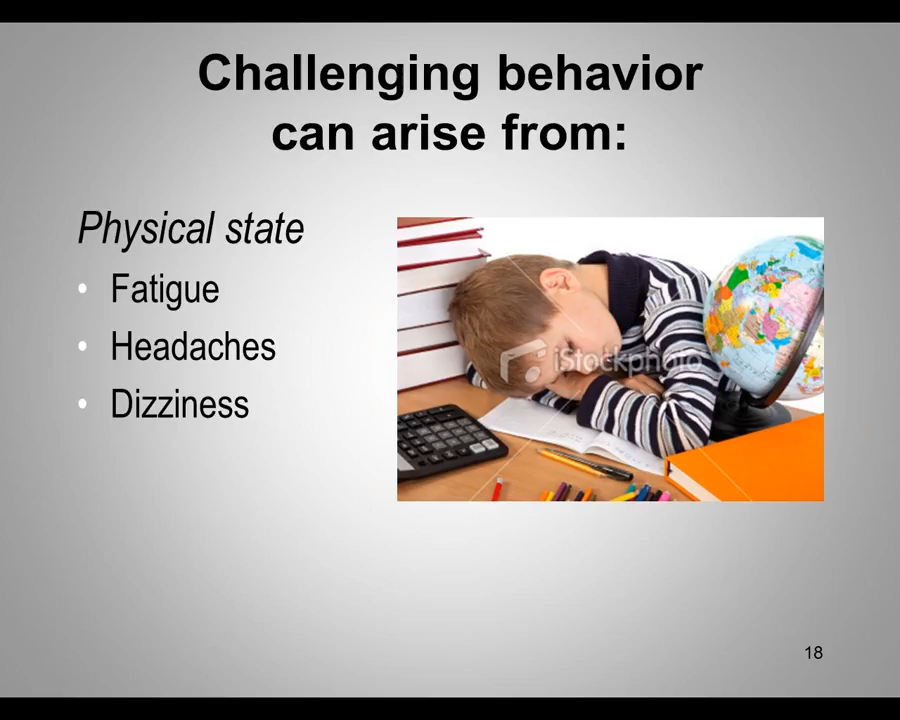 Challenging behavior
can arise from:
Physical state
• Fatigue
• Headaches
• Dizziness
iStockphoto
18